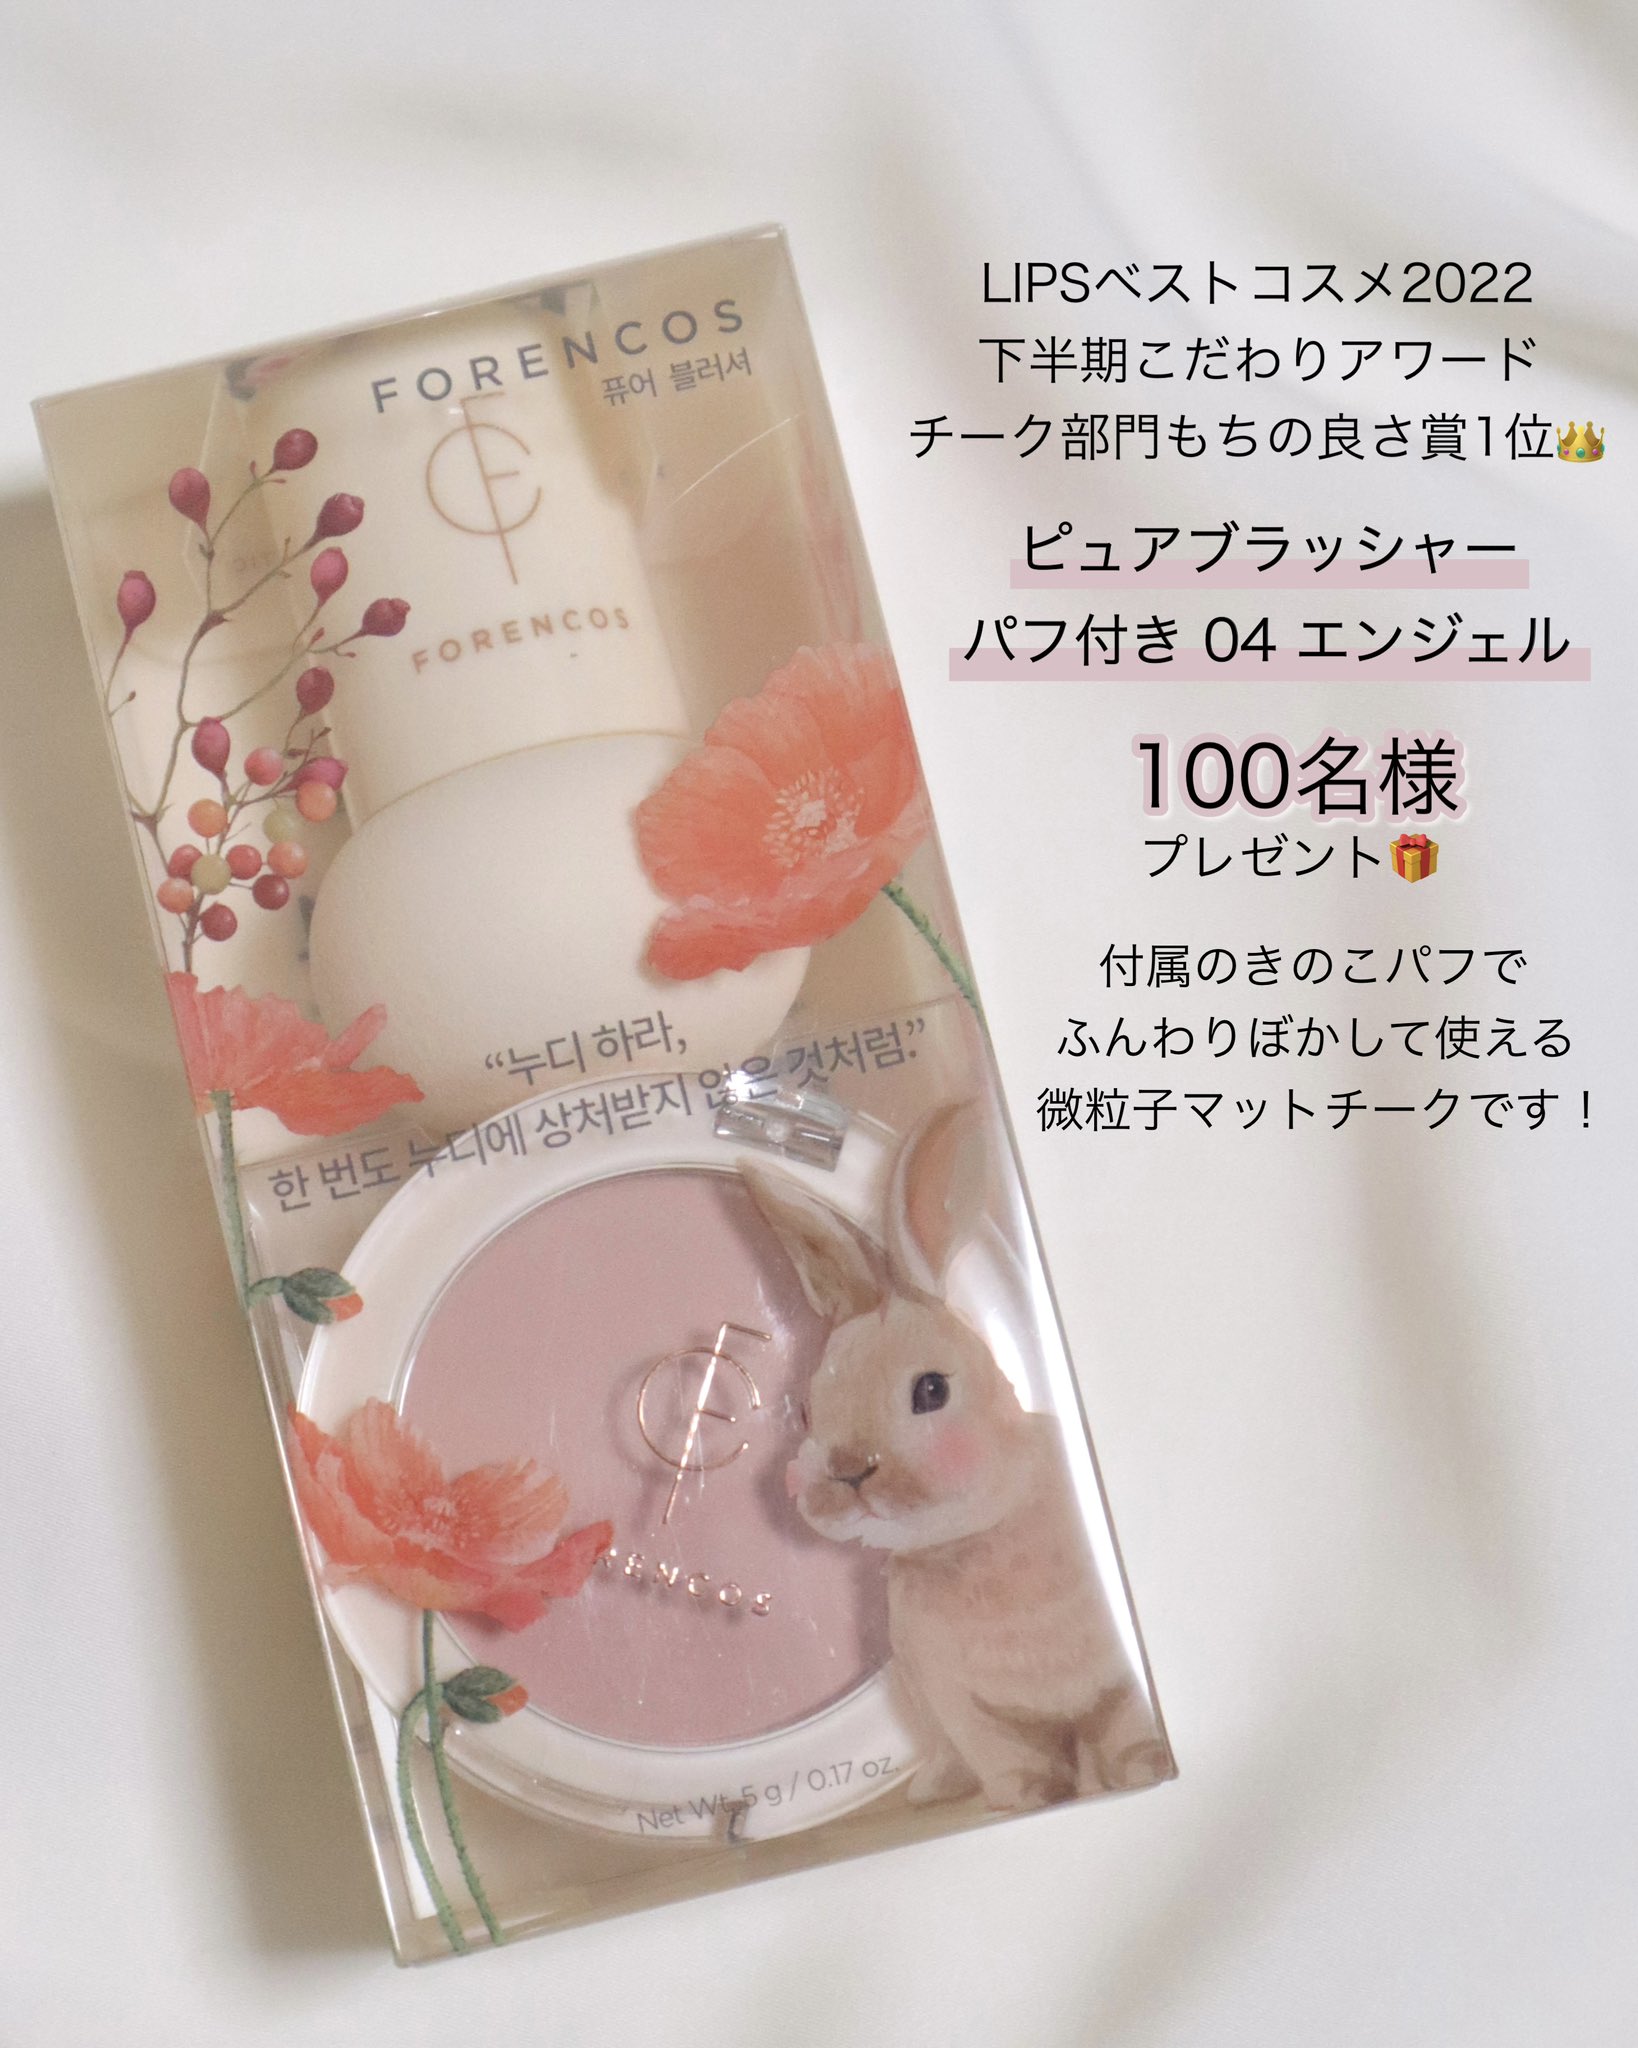 FORENCOS
퓨어 블러셔
FORENCOS
“누디 하라,
한 번도 누디에 상처받지 않은 것처럼.”
RENCOS
Net Wt. 5 g / 0.17 oz.
LIPSベストコスメ2022
下半期こだわりアワード
チーク部門もちの良さ賞1位👑
ピュアブラッシャー
パフ付き 04 エンジェル
100名様
プレゼント🎁
付属のきのこパフで
ふんわりぼかして使える
微粒子マットチークです！